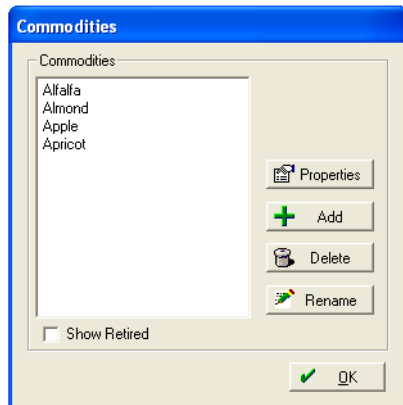 Commodities
Commodities
Alfalfa
Almond
Apple
Apricot
Properties
Add
Delete
Rename
Show Retired
OK